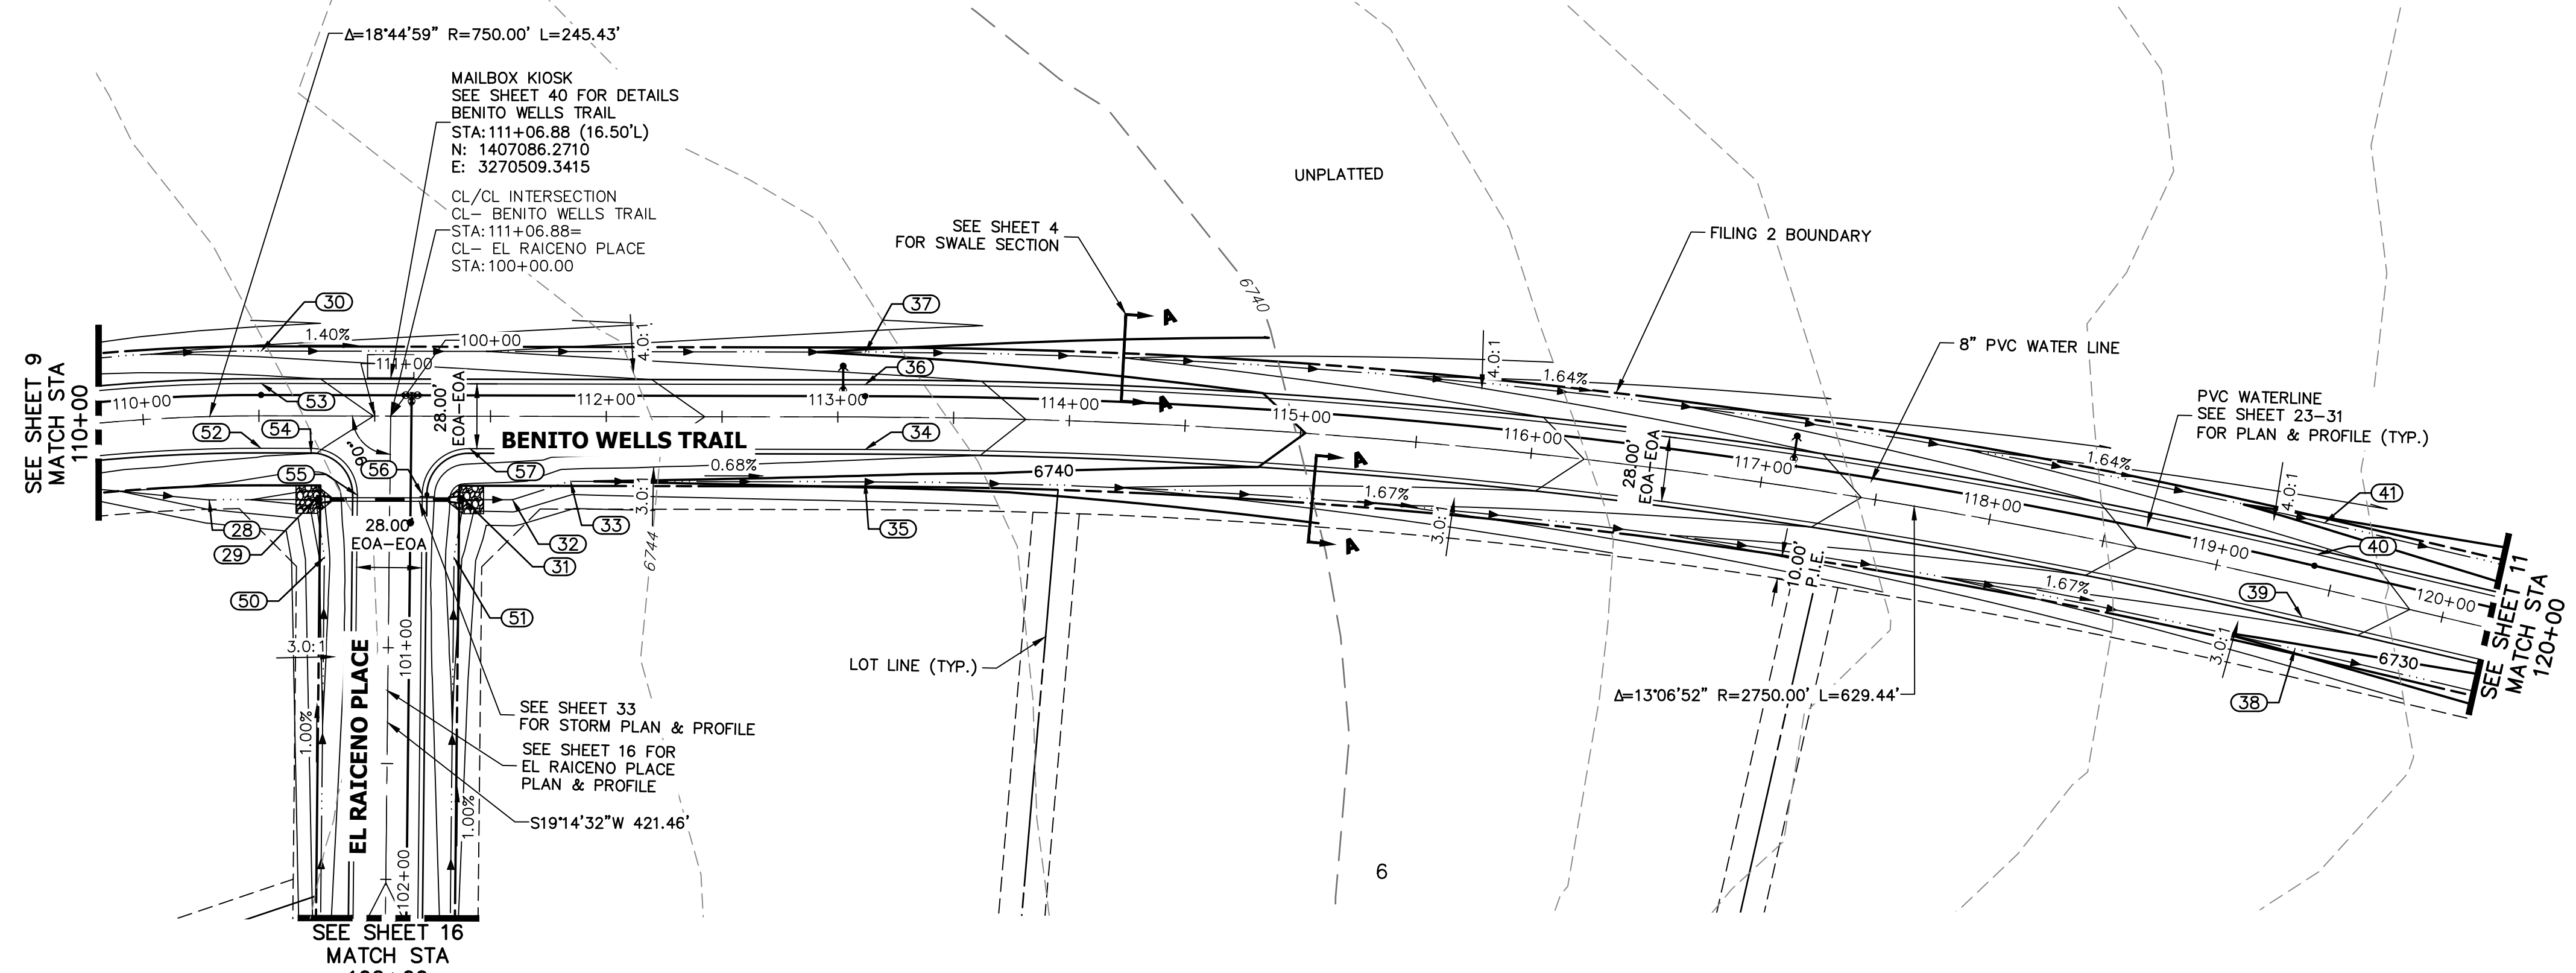 Δ=18°44'59" R=750.00' L=245.43'
MAILBOX KIOSK
SEE SHEET 40 FOR DETAILS
BENITO WELLS TRAIL
STA:111+06.88 (16.50'L)
N: 1407086.2710
E: 3270509.3415
CL/CL INTERSECTION
CL- BENITO WELLS TRAIL
STA:111+06.88=
CL- EL RAICENO PLACE
STA:100+00.00
UNPLATTED
SEE SHEET 4
FOR SWALE SECTION
FILING 2 BOUNDARY
6740
8" PVC WATER LINE
PVC WATERLINE
SEE SHEET 23-31
FOR PLAN & PROFILE (TYP.)
SEE SHEET 9
MATCH STA
110+00
30
1.40%
100+00
4.0:1
37
A
A
36
4.0:1
1.64%
111+00
53
110+00
28.00'
EOA-EOA
112+00
113+00
114+00
115+00
116+00
117+00
118+00
119+00
120+00
52
54
90°
BENITO WELLS TRAIL
34
55
56
57
0.68%
6740
A
A
28.00'
EOA-EOA
1.64%
4.0:1
41
28
29
28.00'
EOA-EOA
31
32
33
3.0:1
6744
35
1.67%
3.0:1
10.00'
P.I.E.
1.67%
40
39
50
51
3.0:1
EL RAICENO PLACE
101+00
1.00%
1.00%
102+00
LOT LINE (TYP.)
SEE SHEET 33
FOR STORM PLAN & PROFILE
SEE SHEET 16 FOR
EL RAICENO PLACE
PLAN & PROFILE
S19°14'32"W 421.46'
Δ=13°06'52" R=2750.00' L=629.44'
3.0:1
38
6730
SEE SHEET 11
MATCH STA
120+00
6
SEE SHEET 16
MATCH STA